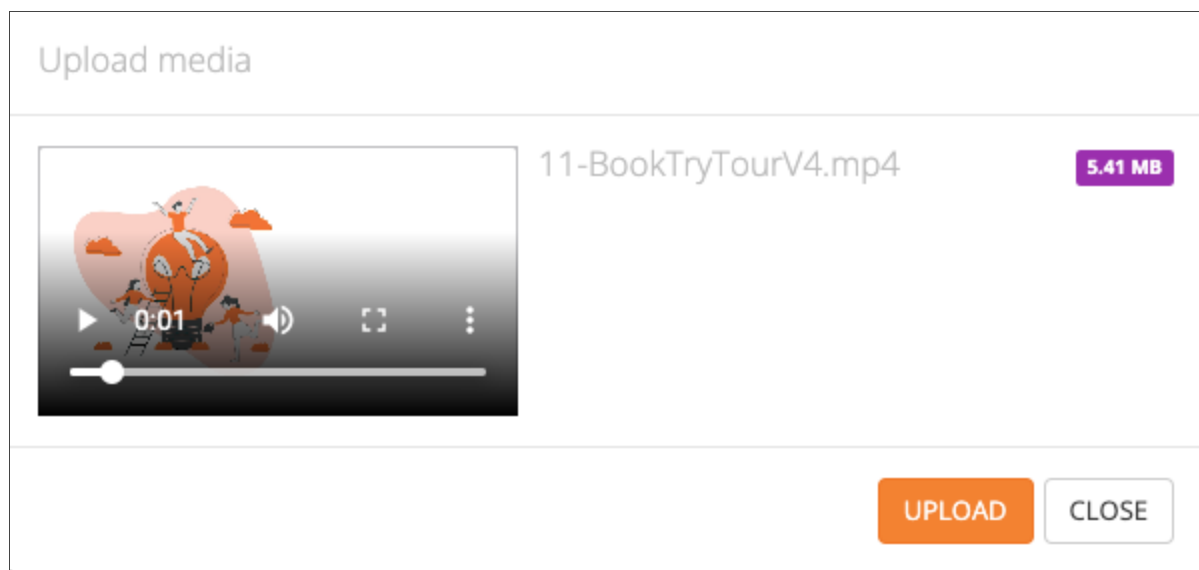 Upload media
11-BookTryTourV4.mp4
5.41 MB
0:01
UPLOAD
CLOSE